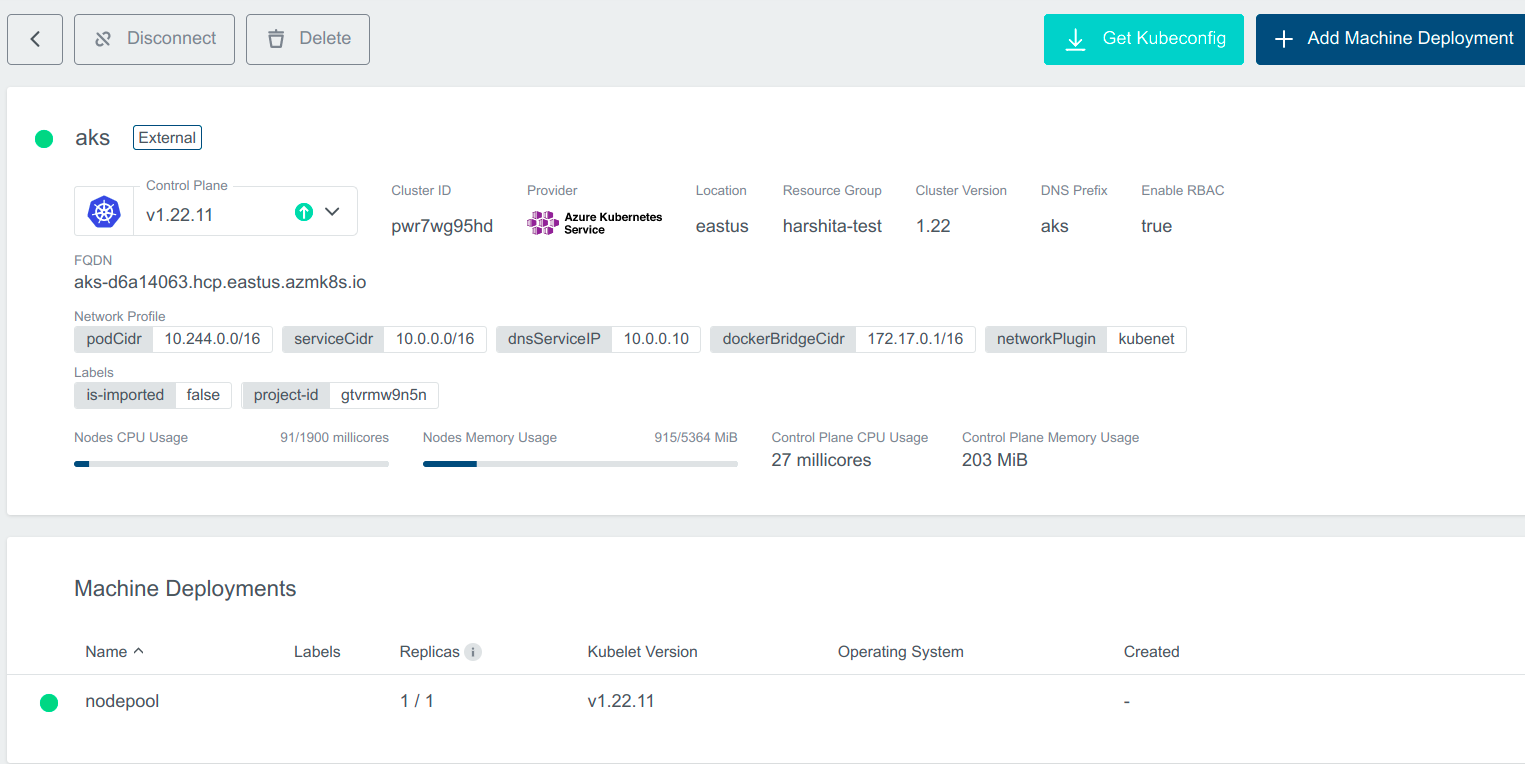 Disconnect Delete Get Kubeconfig Add Machine Deployment
aks External
Control Plane Cluster ID Provider Location Resource Group Cluster Version DNS Prefix Enable RBAC
v1.22.11 pwr7wg95hd Azure Kubernetes Service eastus harshita-test 1.22 aks true
FQDN
aks-d6a14063.hcp.eastus.azmk8s.io
Network Profile
podCidr 10.244.0.0/16 serviceCidr 10.0.0.0/16 dnsServiceIP 10.0.0.10 dockerBridgeCidr 172.17.0.1/16 networkPlugin kubenet
Labels
is-imported false project-id gtvrmw9n5n
Nodes CPU Usage 91/1900 millicores Nodes Memory Usage 915/5364 MiB Control Plane CPU Usage Control Plane Memory Usage
27 millicores 203 MiB
Machine Deployments
Name Labels Replicas Kubelet Version Operating System Created
nodepool 1 / 1 v1.22.11 -